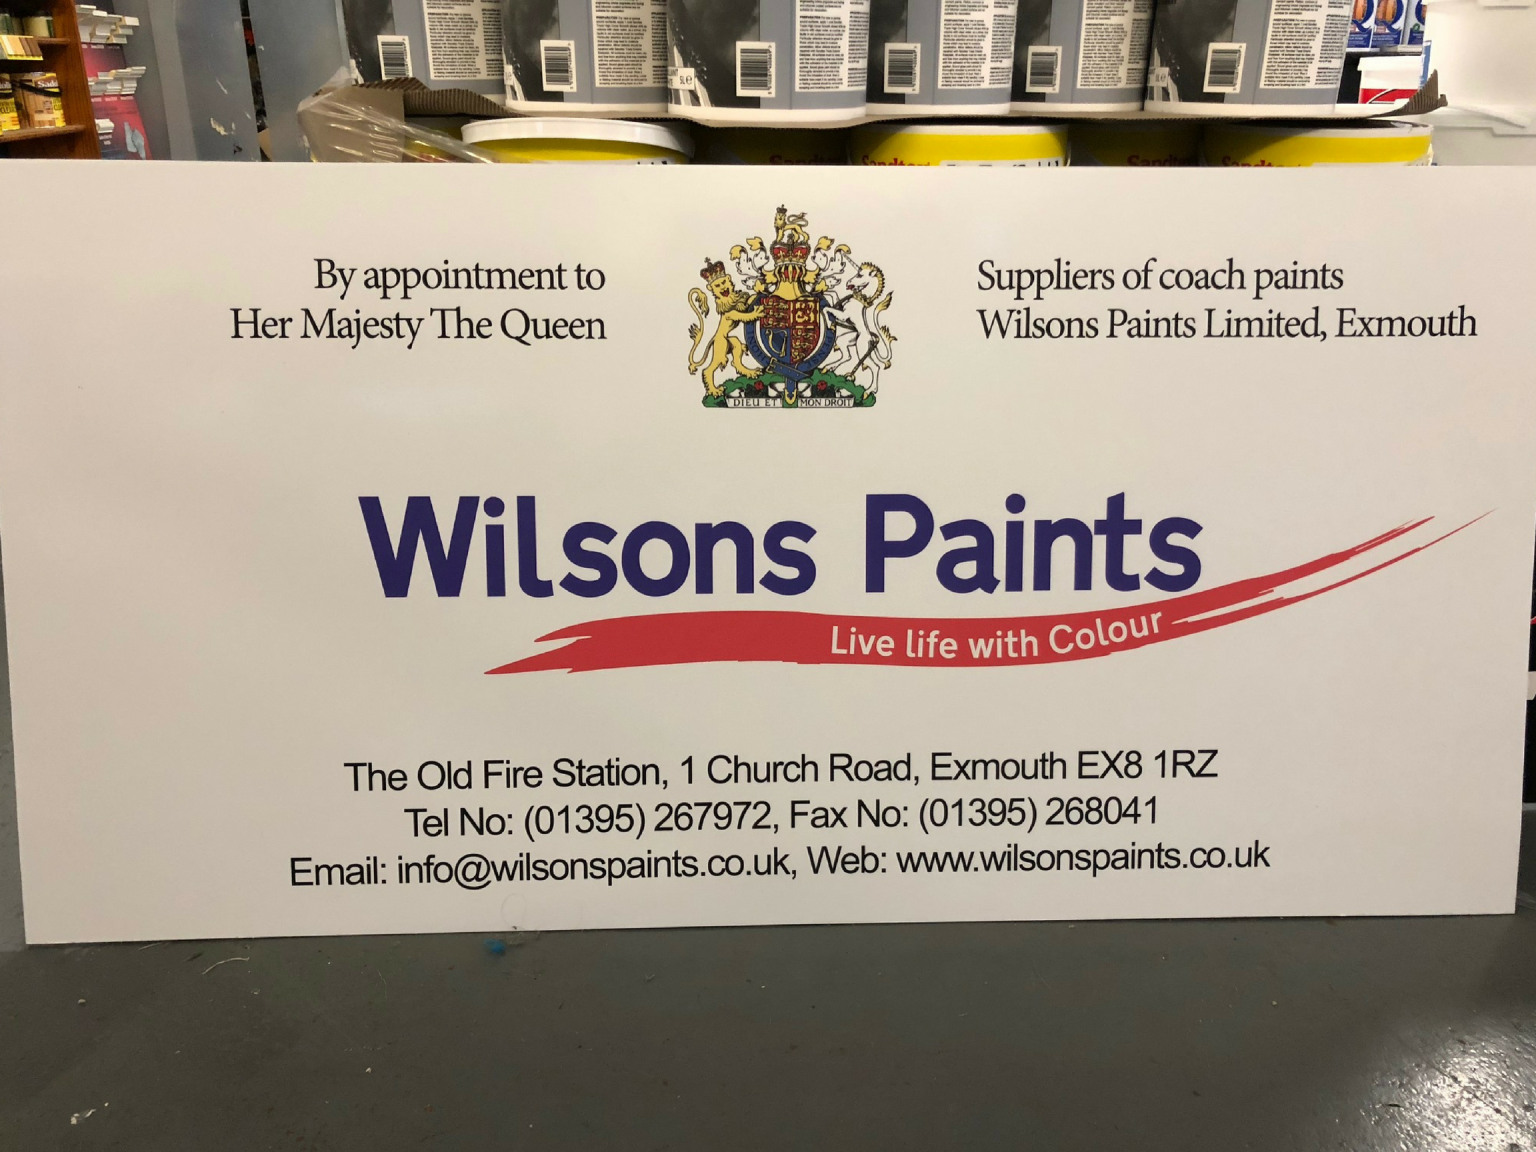 By appointment to
Her Majesty The Queen
Suppliers of coach paints
Wilsons Paints Limited, Exmouth
DIEU ET MON DROIT
Wilsons Paints
Live life with Colour
The Old Fire Station, 1 Church Road, Exmouth EX8 1RZ
Tel No: (01395) 267972, Fax No: (01395) 268041
Email: info@wilsonspaints.co.uk, Web: www.wilsonspaints.co.uk